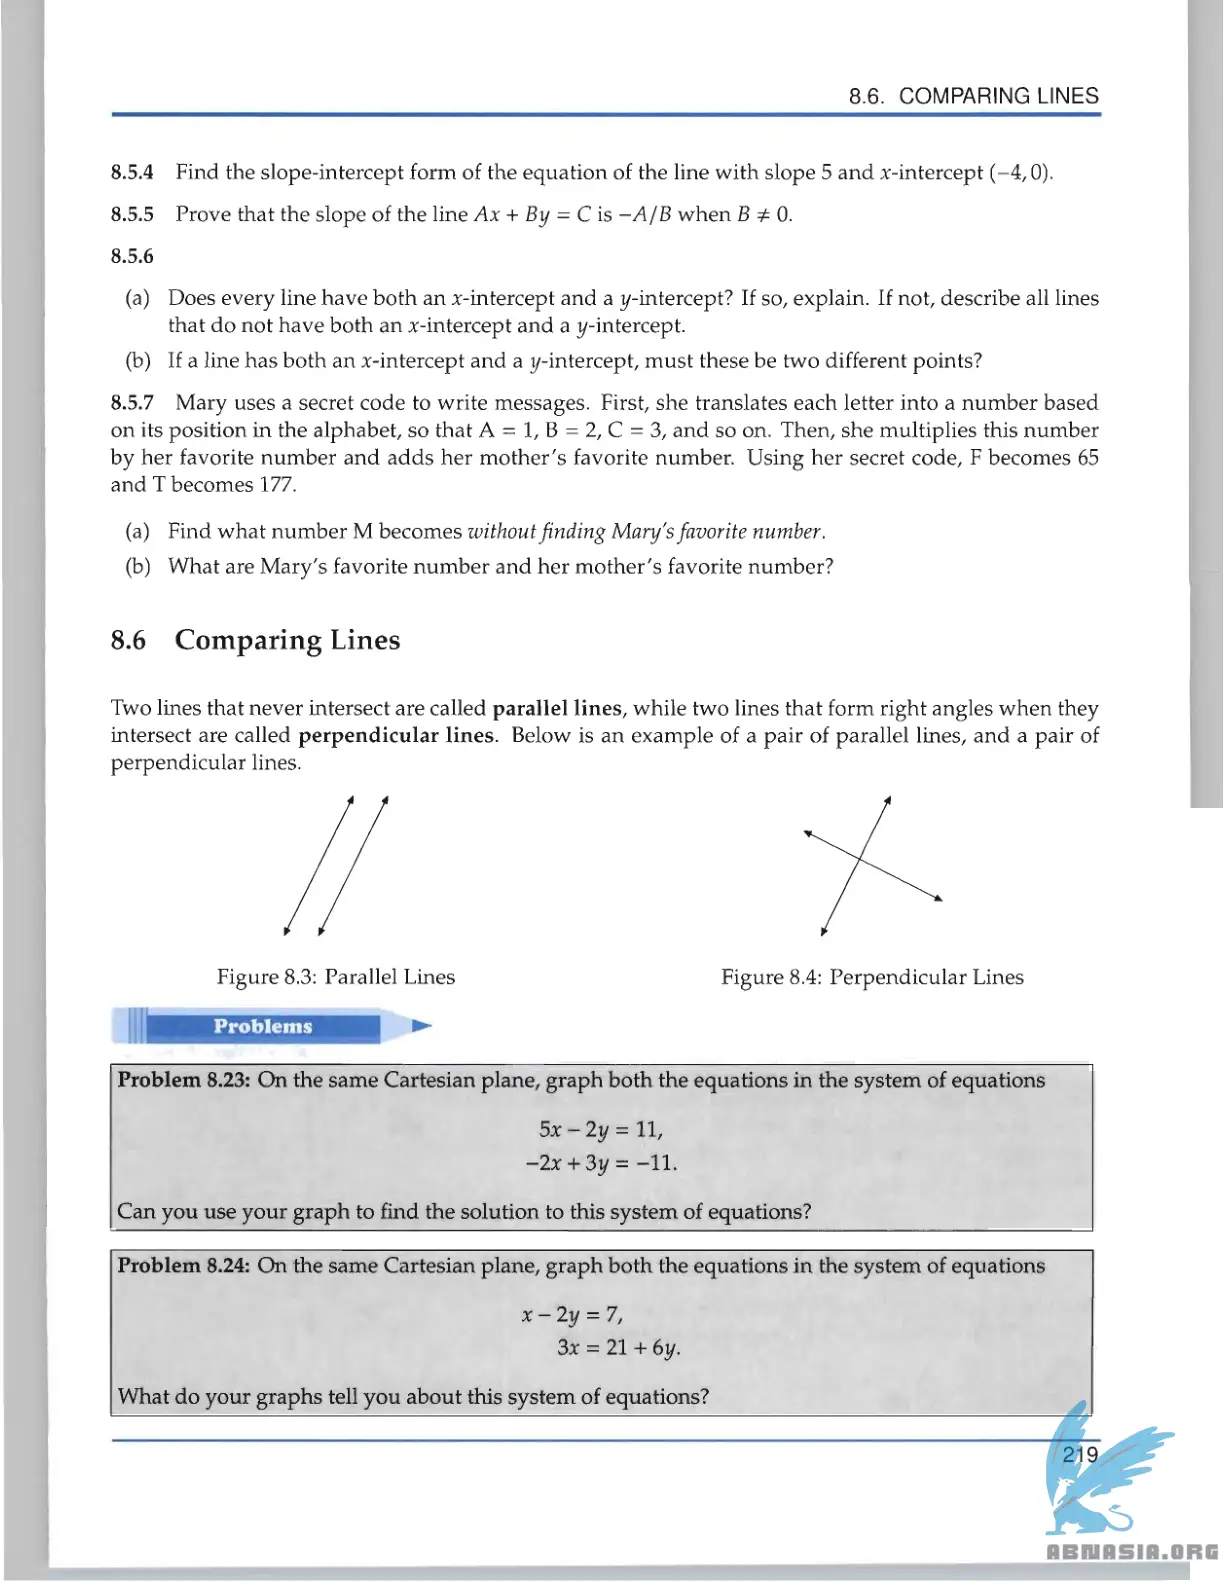 8.6. COMPARING LINES
8.5.4 Find the slope-intercept form of the equation of the line with slope 5 and x-intercept (−4, 0).
8.5.5 Prove that the slope of the line Ax + By = C is −A/B when B ≠ 0.
8.5.6
(a) Does every line have both an x-intercept and a y-intercept? If so, explain. If not, describe all lines
that do not have both an x-intercept and a y-intercept.
(b) If a line has both an x-intercept and a y-intercept, must these be two different points?
8.5.7 Mary uses a secret code to write messages. First, she translates each letter into a number based
on its position in the alphabet, so that A = 1, B = 2, C = 3, and so on. Then, she multiplies this number
by her favorite number and adds her mother's favorite number. Using her secret code, F becomes 65
and T becomes 177.
(a) Find what number M becomes without finding Mary's favorite number.
(b) What are Mary's favorite number and her mother's favorite number?
8.6 Comparing Lines
Two lines that never intersect are called parallel lines, while two lines that form right angles when they
intersect are called perpendicular lines. Below is an example of a pair of parallel lines, and a pair of
perpendicular lines.
Figure 8.3: Parallel Lines
Figure 8.4: Perpendicular Lines
Problems
Problem 8.23: On the same Cartesian plane, graph both the equations in the system of equations
5x − 2y = 11,
−2x + 3y = −11.
Can you use your graph to find the solution to this system of equations?
Problem 8.24: On the same Cartesian plane, graph both the equations in the system of equations
x − 2y = 7,
3x = 21 + 6y.
What do your graphs tell you about this system of equations?
219
ABNASIA.ORG